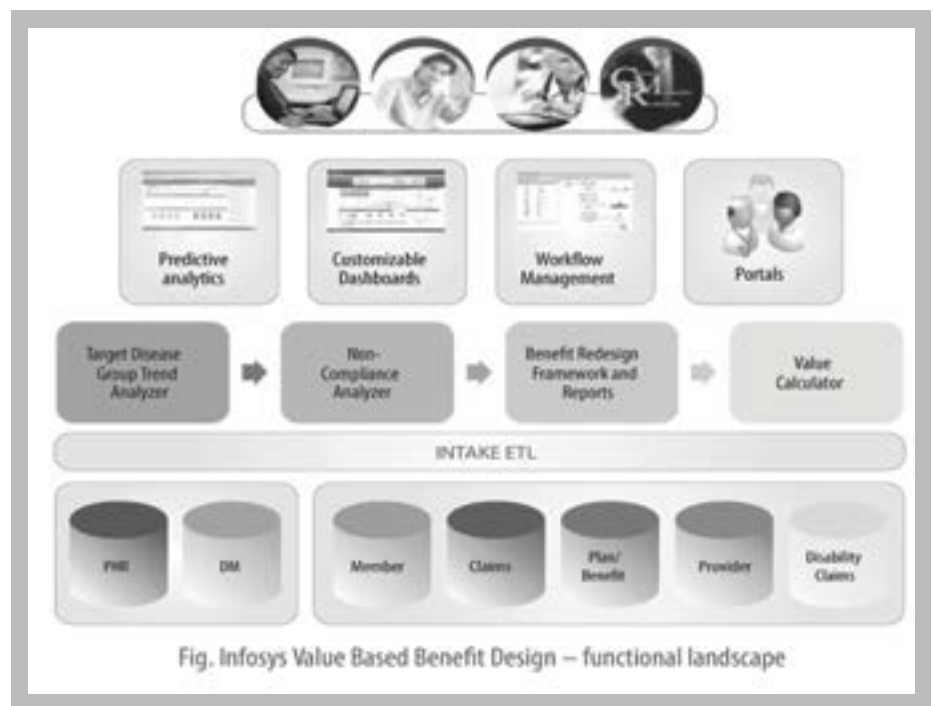 Predictive
analytics
Customizable
Dashboards
Workflow
Management
Portals
Target Disease
Group Trend
Analyzer
Non-
Compliance
Analyzer
Benefit Redesign
Framework and
Reports
Value
Calculator
INTAKE ETL
PHR
DM
Member
Claims
Plan/
Benefit
Provider
Disability
Claims
Fig. Infosys Value Based Benefit Design – functional landscape